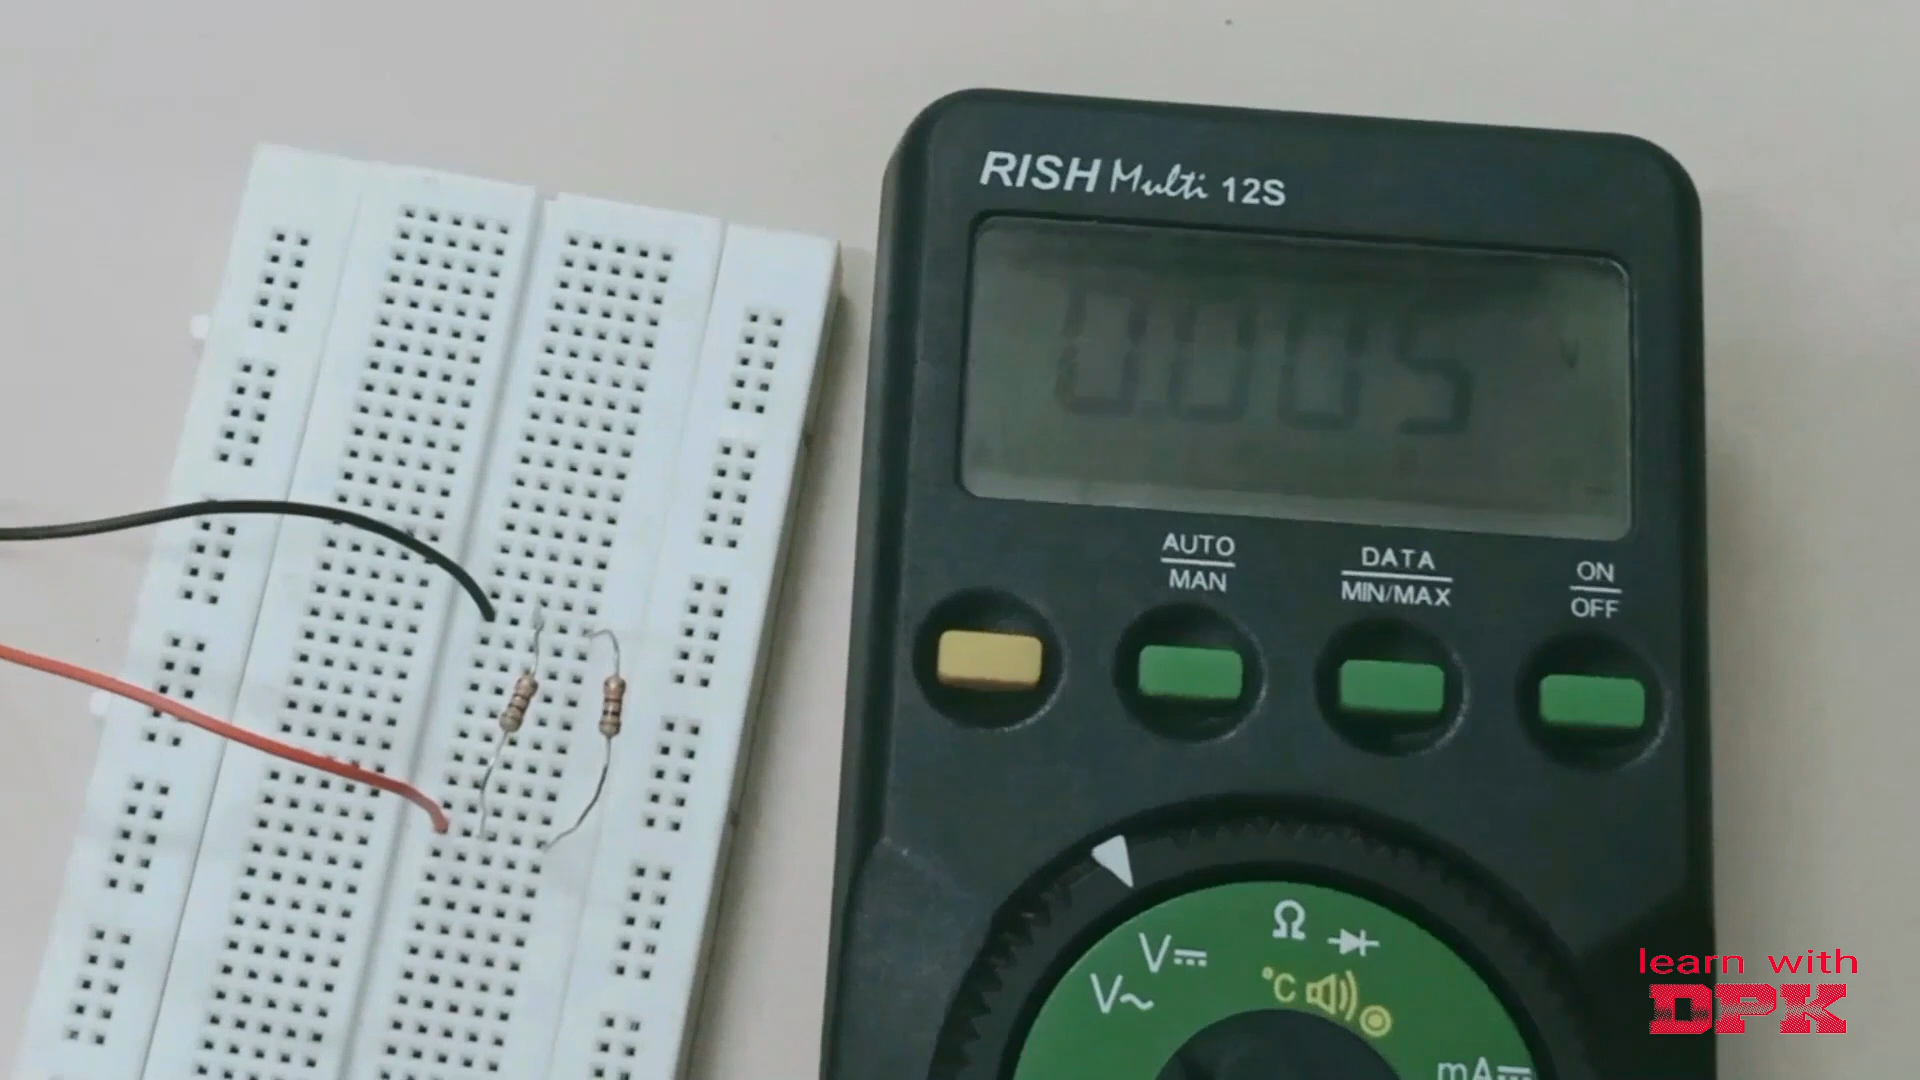 RISH Multi 12S
0.005 V
AUTO
MAN
DATA
MIN/MAX
ON
OFF
Ω
V
V~
°C
mA
learn with
DPK